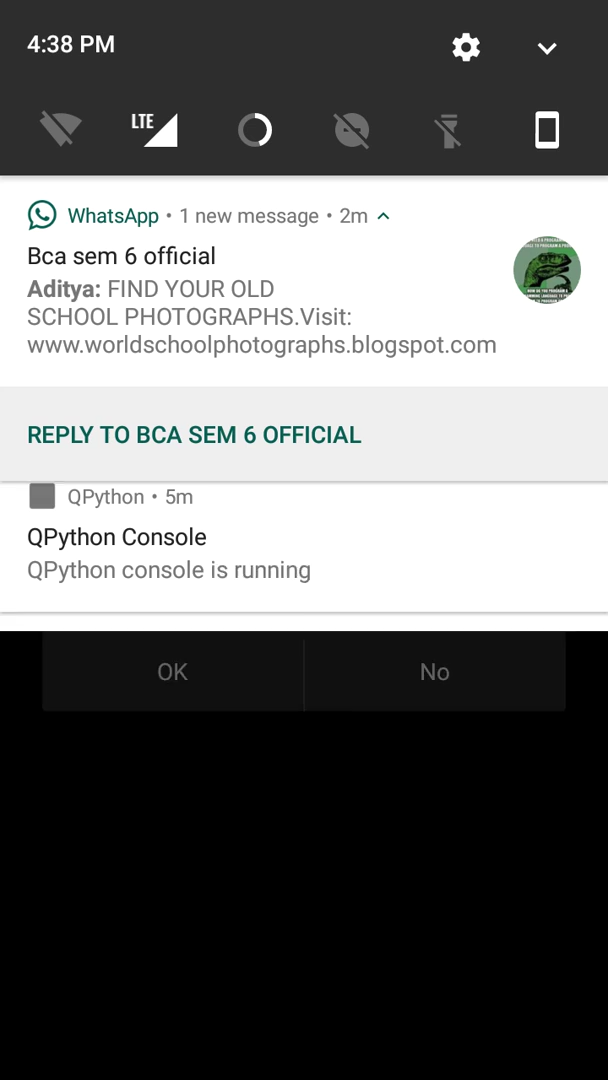 4:38 PM
LTE
WhatsApp • 1 new message • 2m
Bca sem 6 official
Aditya: FIND YOUR OLD
SCHOOL PHOTOGRAPHS.Visit:
www.worldschoolphotographs.blogspot.com
REPLY TO BCA SEM 6 OFFICIAL
QPython • 5m
QPython Console
QPython console is running
OK
No